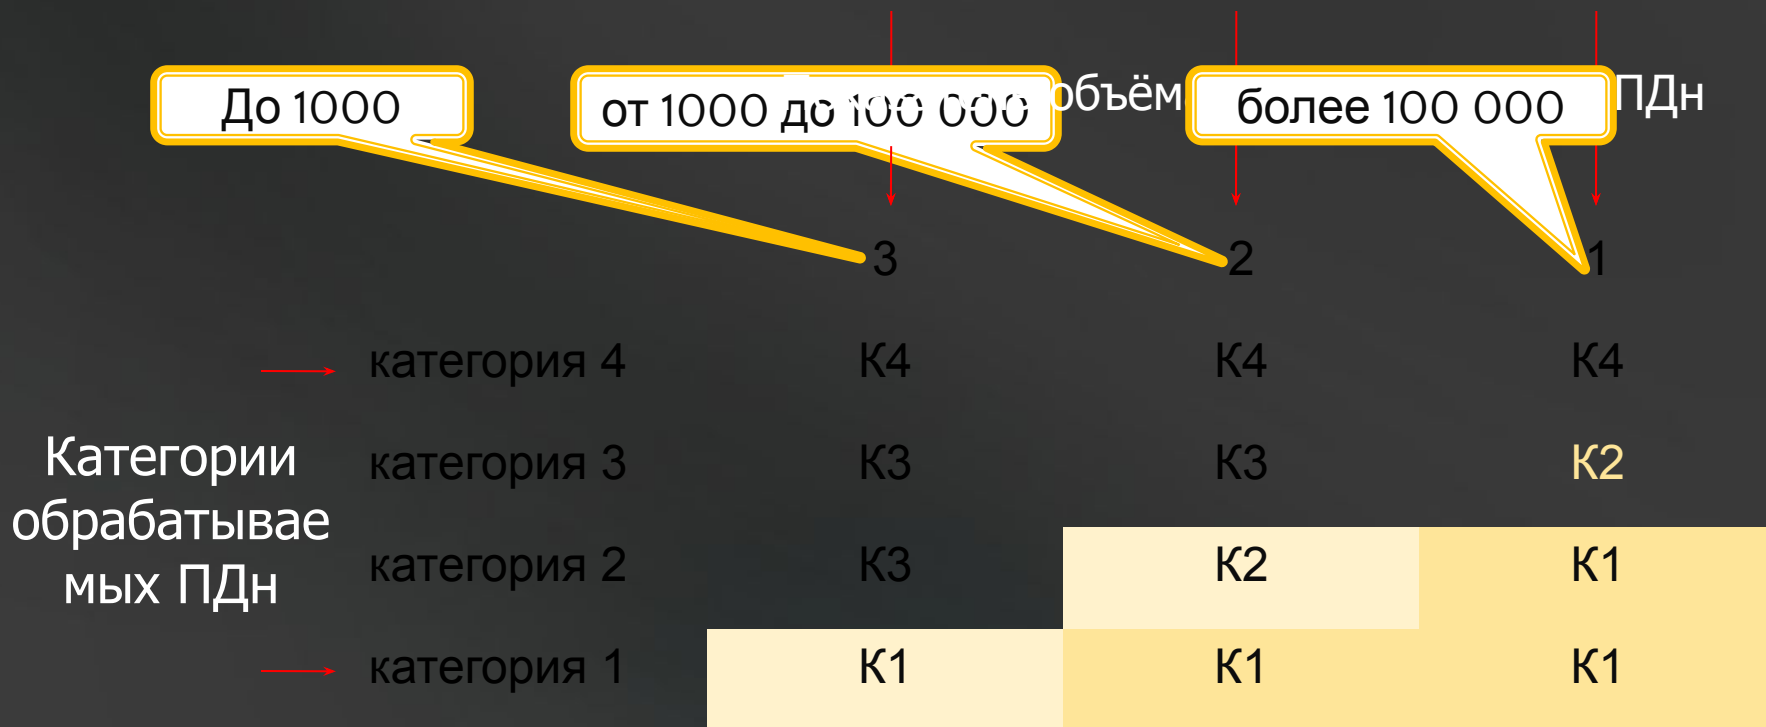 До 1000
от 1000 до 100 000
объём
более 100 000
ПДн
3 2 1
категория 4 К4 К4 К4
категория 3 К3 К3 К2
категория 2 К3 К2 К1
категория 1 К1 К1 К1
Категории
обрабатывае
мых ПДн